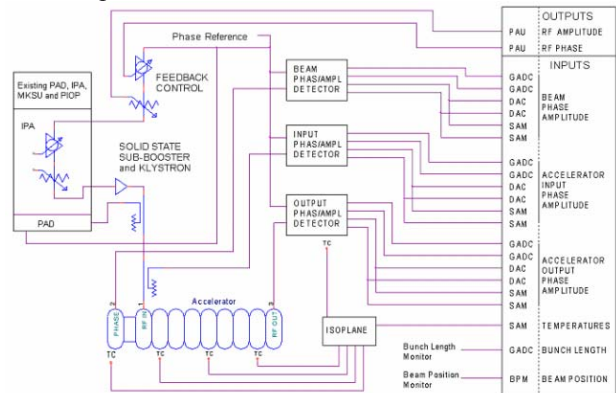 OUTPUTS
PAU RF AMPLITUDE
PAU RF PHASE
INPUTS
GADC
GADC
DAC
DAC
SAM
SAM
BEAM
PHASE
AMPLITUDE
GADC
GADC
DAC
DAC
SAM
SAM
ACCELERATOR
INPUT
PHASE
AMPLITUDE
GADC
GADC
DAC
DAC
SAM
SAM
ACCELERATOR
OUTPUT
PHASE
AMPLITUDE
SAM TEMPERATURES
GADC BUNCH LENGTH
BPM BEAM POSITION
Phase Reference
FEEDBACK
CONTROL
BEAM
PHAS/AMPL
DETECTOR
INPUT
PHAS/AMPL
DETECTOR
OUTPUT
PHAS/AMPL
DETECTOR
TC
Existing PAD, IPA,
MKSU and PIOP
IPA
PAD
SOLID STATE
SUB-BOOSTER
and KLYSTRON
Accelerator
2
PHASE
1
RF IN
3
RF OUT
TC
TC
TC
TC
TC
ISOPLANE
Bunch Length
Monitor
Beam Position
Monitor